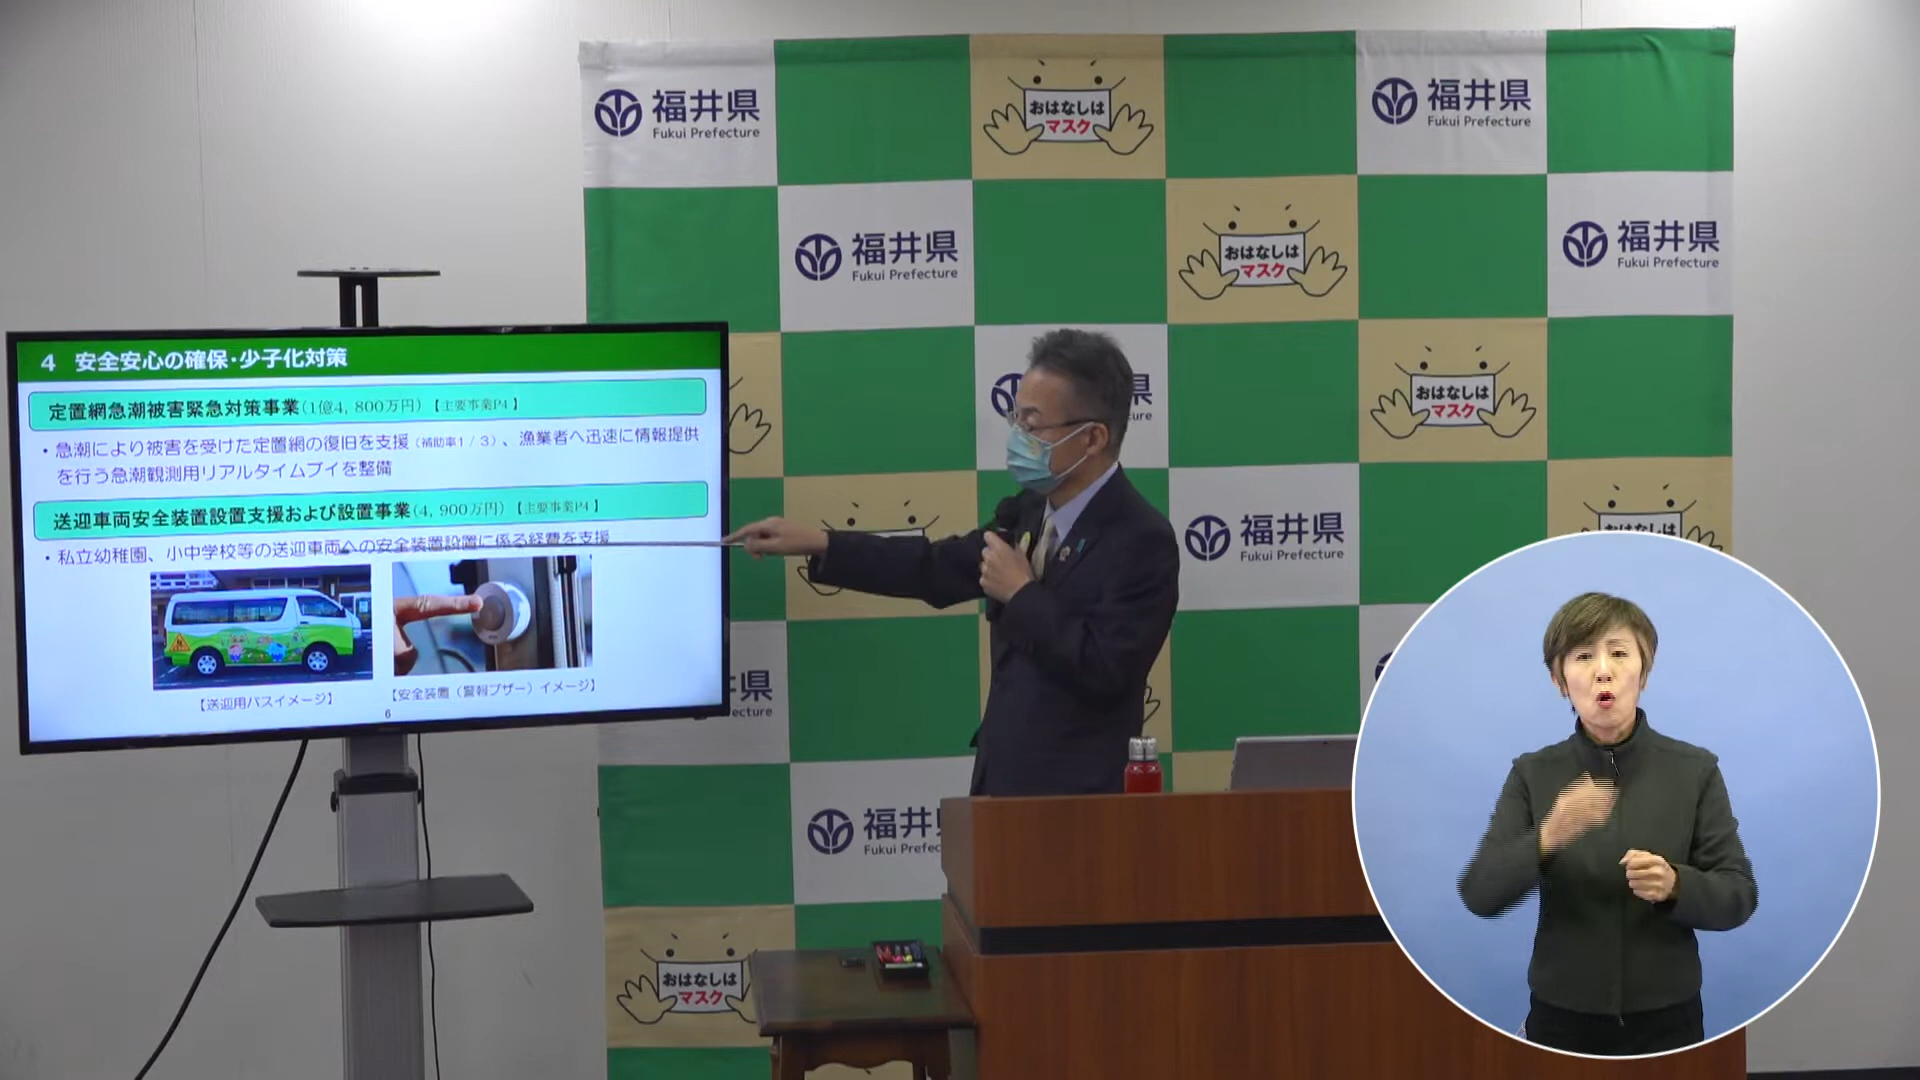 福井県
Fukui Prefecture
おはなしは
マスク
福井県
Fukui Prefecture
福井県
Fukui Prefecture
おはなしは
マスク
福井県
Fukui Prefecture
4 安全安心の確保・少子化対策
定置網急潮被害緊急対策事業(1億4,800万円)【主要事業P4】
・急潮により被害を受けた定置網の復旧を支援(補助率1/3)、漁業者へ迅速に情報提供
を行う急潮観測用リアルタイムブイを整備
送迎車両安全装置設置支援および設置事業(4,900万円)【主要事業P4】
・私立幼稚園、小中学校等の送迎車両への安全装置設置に係る経費を支援
【送迎用バスイメージ】
【安全装置(警報ブザー)イメージ】
6
県
おはなしは
マスク
福井県
Fukui Prefecture
井県
福井
Fukui Prefec
おはなしは
マスク